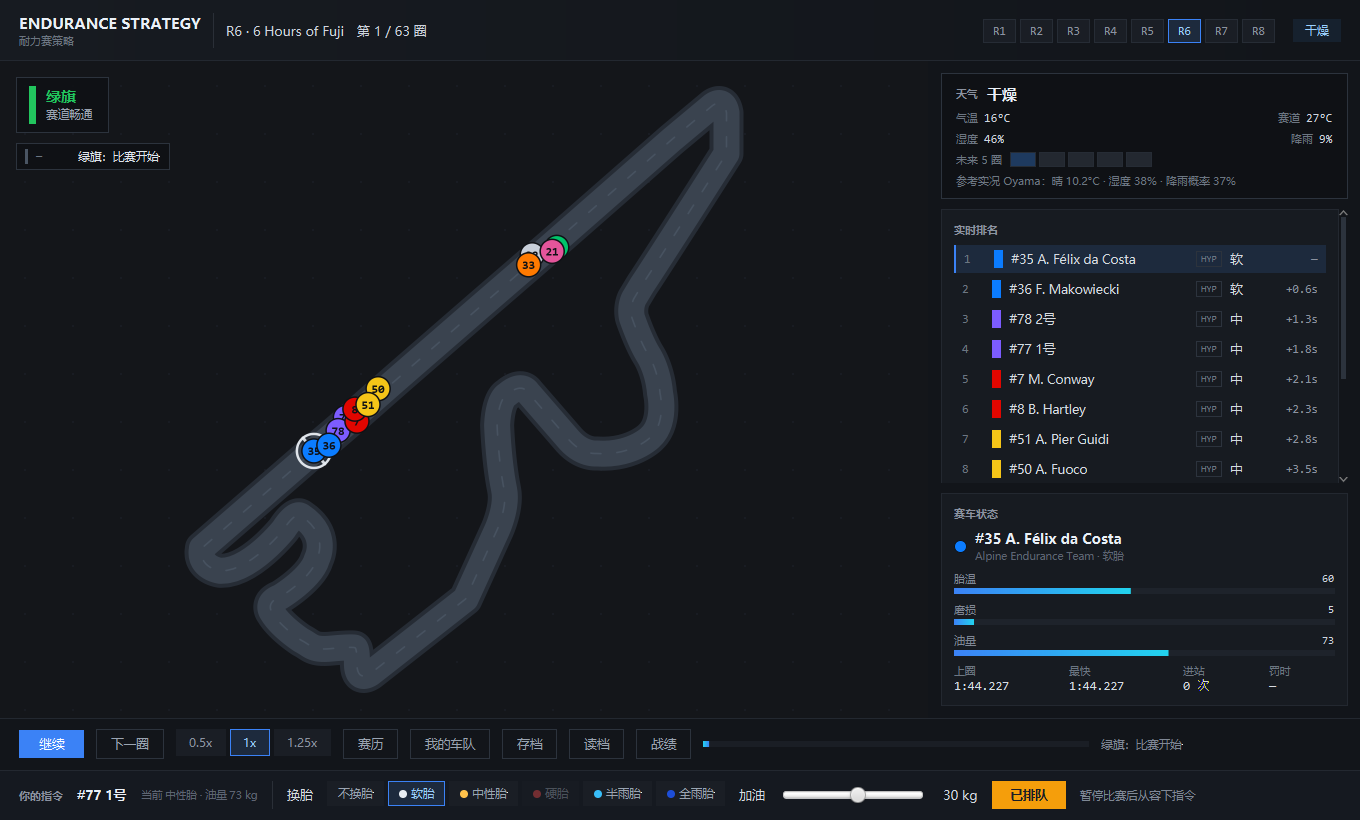 ENDURANCE STRATEGY
耐力赛策略
R6 · 6 Hours of Fuji 第 1 / 63 圈
R1 R2 R3 R4 R5 R6 R7 R8 干燥
绿旗
赛道畅通
– 绿旗：比赛开始
21
33
50
51
78
36
35
天气 干燥
气温 16°C 赛道 27°C
湿度 46% 降雨 9%
未来 5 圈
参考实况 Oyama：晴 10.2°C · 湿度 38% · 降雨概率 37%
实时排名
1 #35 A. Félix da Costa HYP 软 –
2 #36 F. Makowiecki HYP 软 +0.6s
3 #78 2号 HYP 中 +1.3s
4 #77 1号 HYP 中 +1.8s
5 #7 M. Conway HYP 中 +2.1s
6 #8 B. Hartley HYP 中 +2.3s
7 #51 A. Pier Guidi HYP 中 +2.8s
8 #50 A. Fuoco HYP 中 +3.5s
赛车状态
#35 A. Félix da Costa
Alpine Endurance Team · 软胎
胎温 60
磨损 5
油量 73
上圈 最快 进站 罚时
1:44.227 1:44.227 0 次 –
继续 下一圈 0.5x 1x 1.25x 赛历 我的车队 存档 读档 战绩 绿旗：比赛开始
你的指令 #77 1号 当前 中性胎 · 油量 73 kg 换胎 不换胎 软胎 中性胎 硬胎 半雨胎 全雨胎 加油 30 kg 已排队 暂停比赛后从容下指令